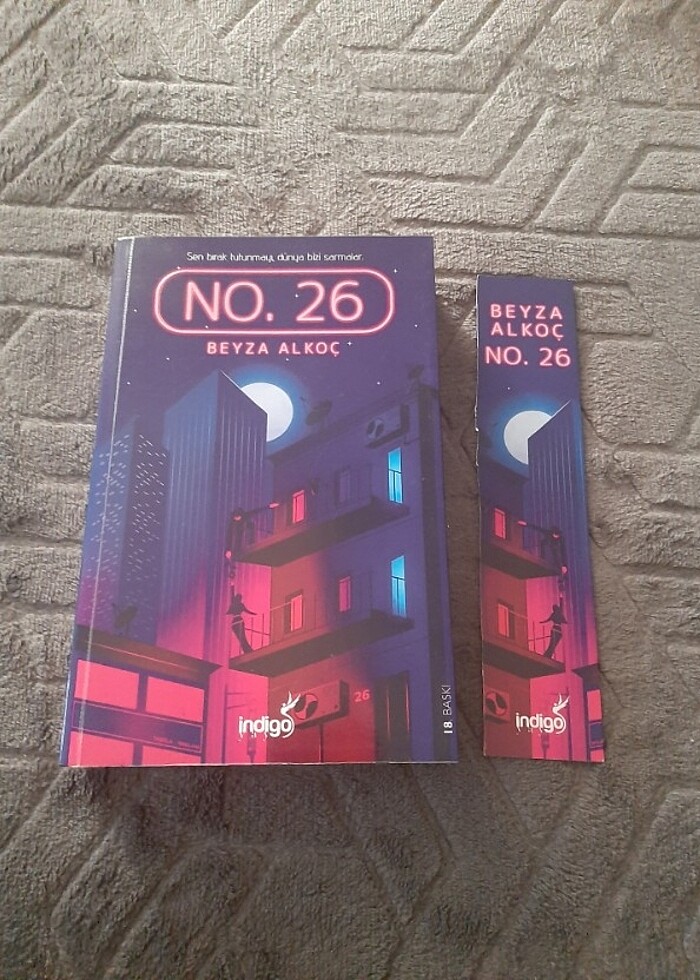 Sen bırak tutunmayı, dünya bizi sarmalar.
NO. 26
BEYZA ALKOÇ
26
indigo
18. BASKI
BEYZA
ALKOÇ
NO. 26
indigo